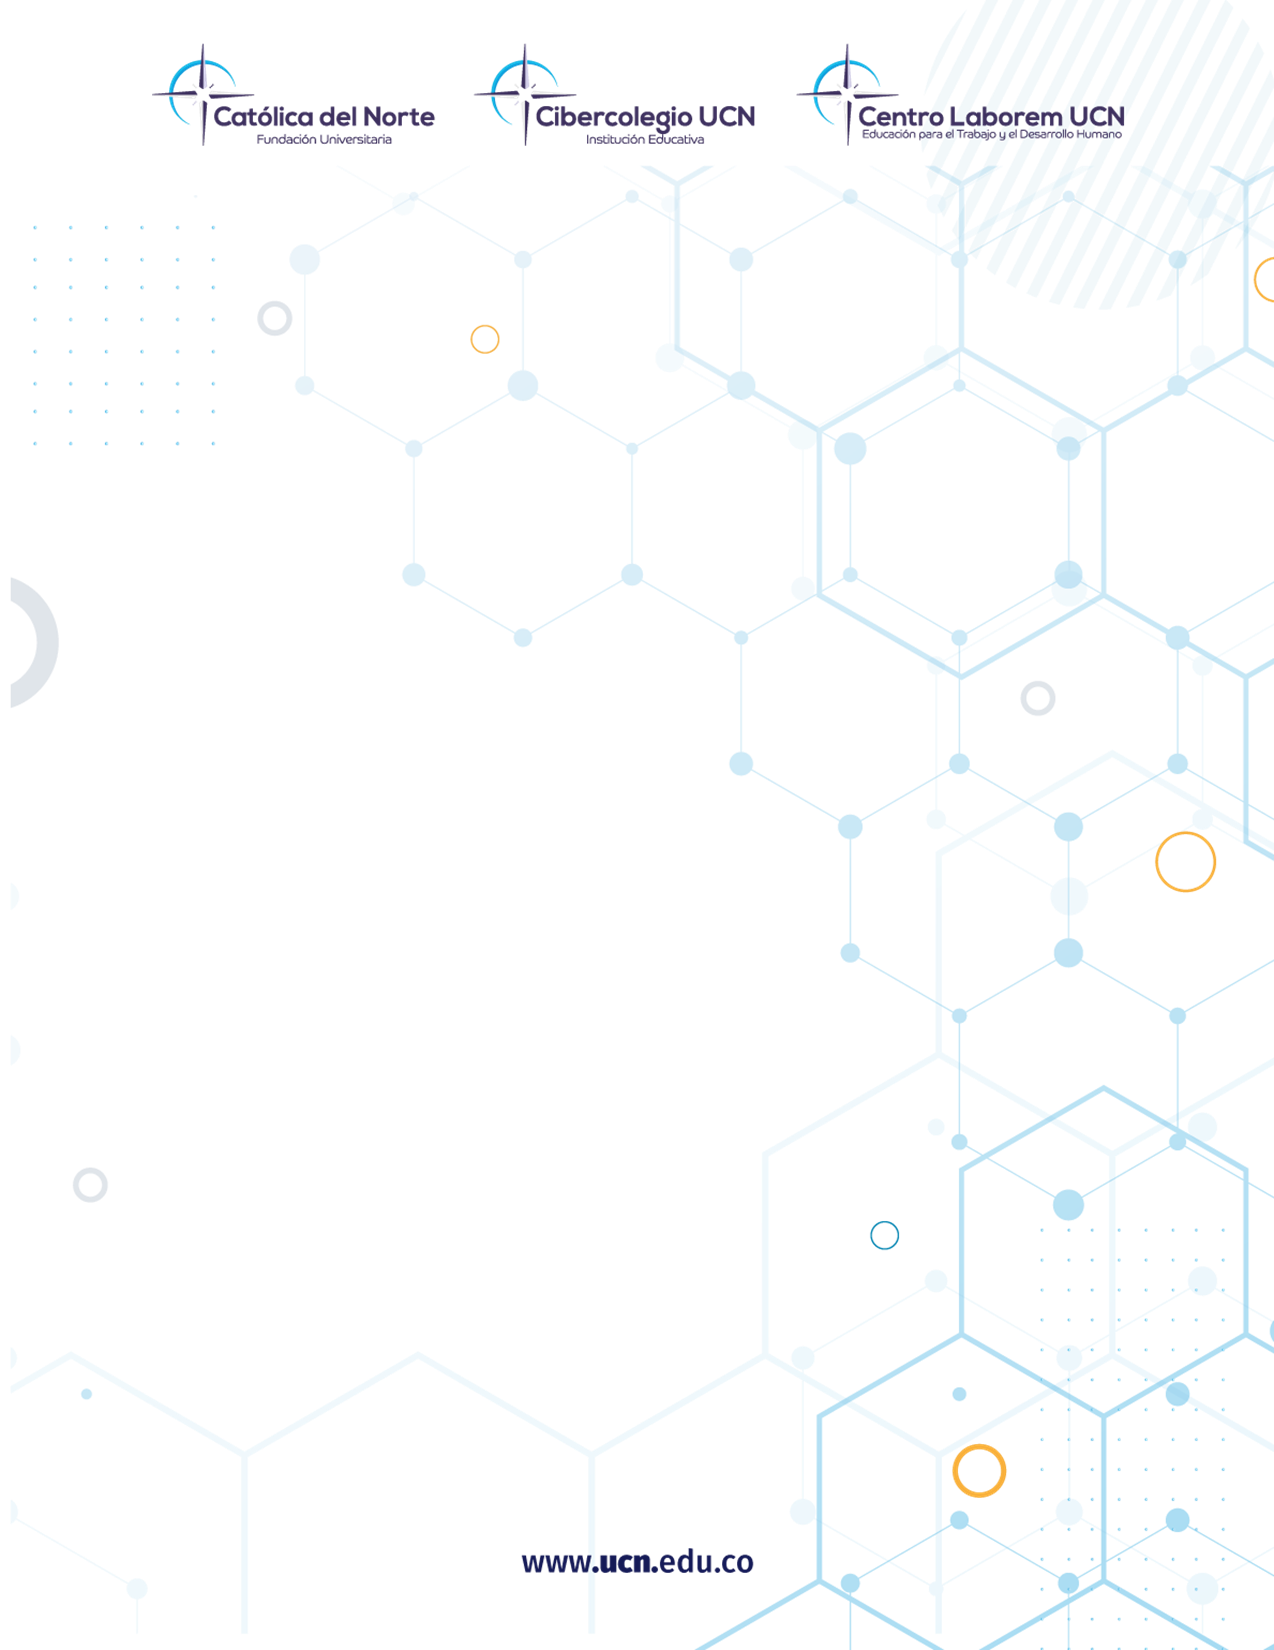 Católica del Norte
Fundación Universitaria
Cibercolegio UCN
Institución Educativa
Centro Laborem UCN
Educación para el Trabajo y el Desarrollo Humano
www.ucn.edu.co